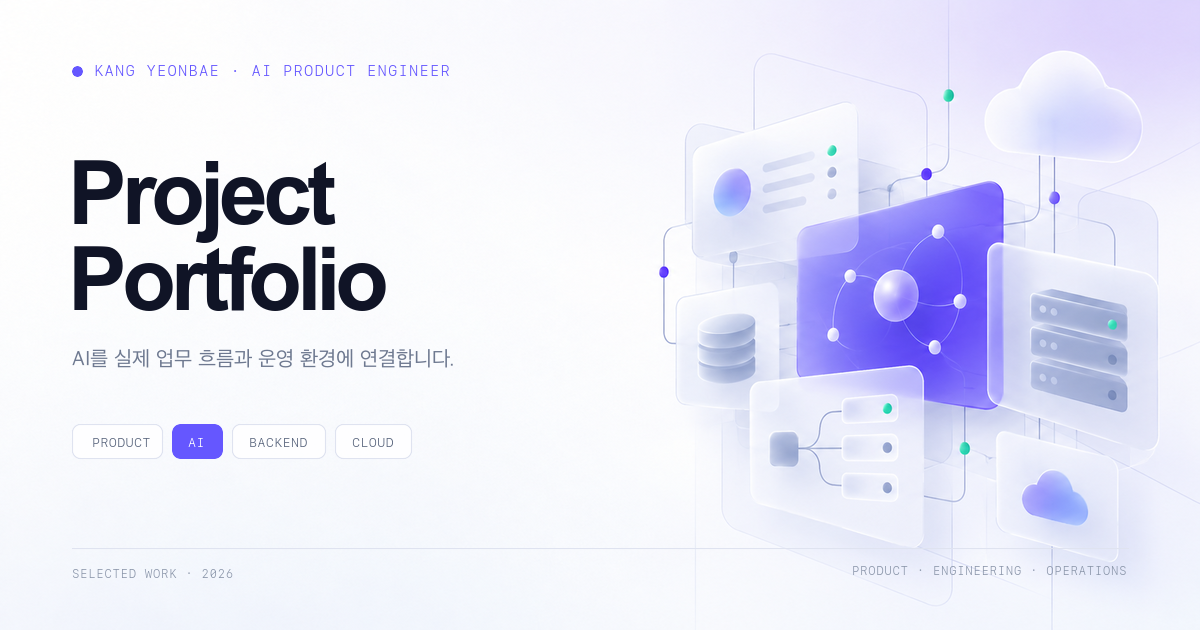 KANG YEONBAE · AI PRODUCT ENGINEER
Project
Portfolio
AI를 실제 업무 흐름과 운영 환경에 연결합니다.
PRODUCT AI BACKEND CLOUD
SELECTED WORK · 2026
PRODUCT · ENGINEERING · OPERATIONS